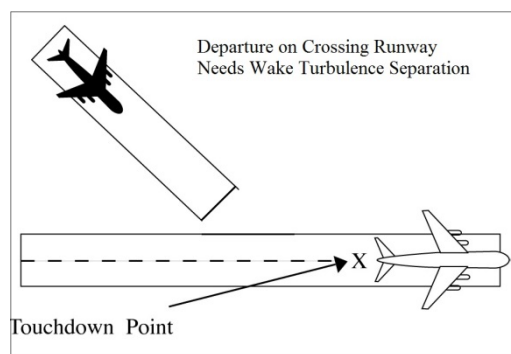 Departure on Crossing Runway
Needs Wake Turbulence Separation
X
Touchdown Point